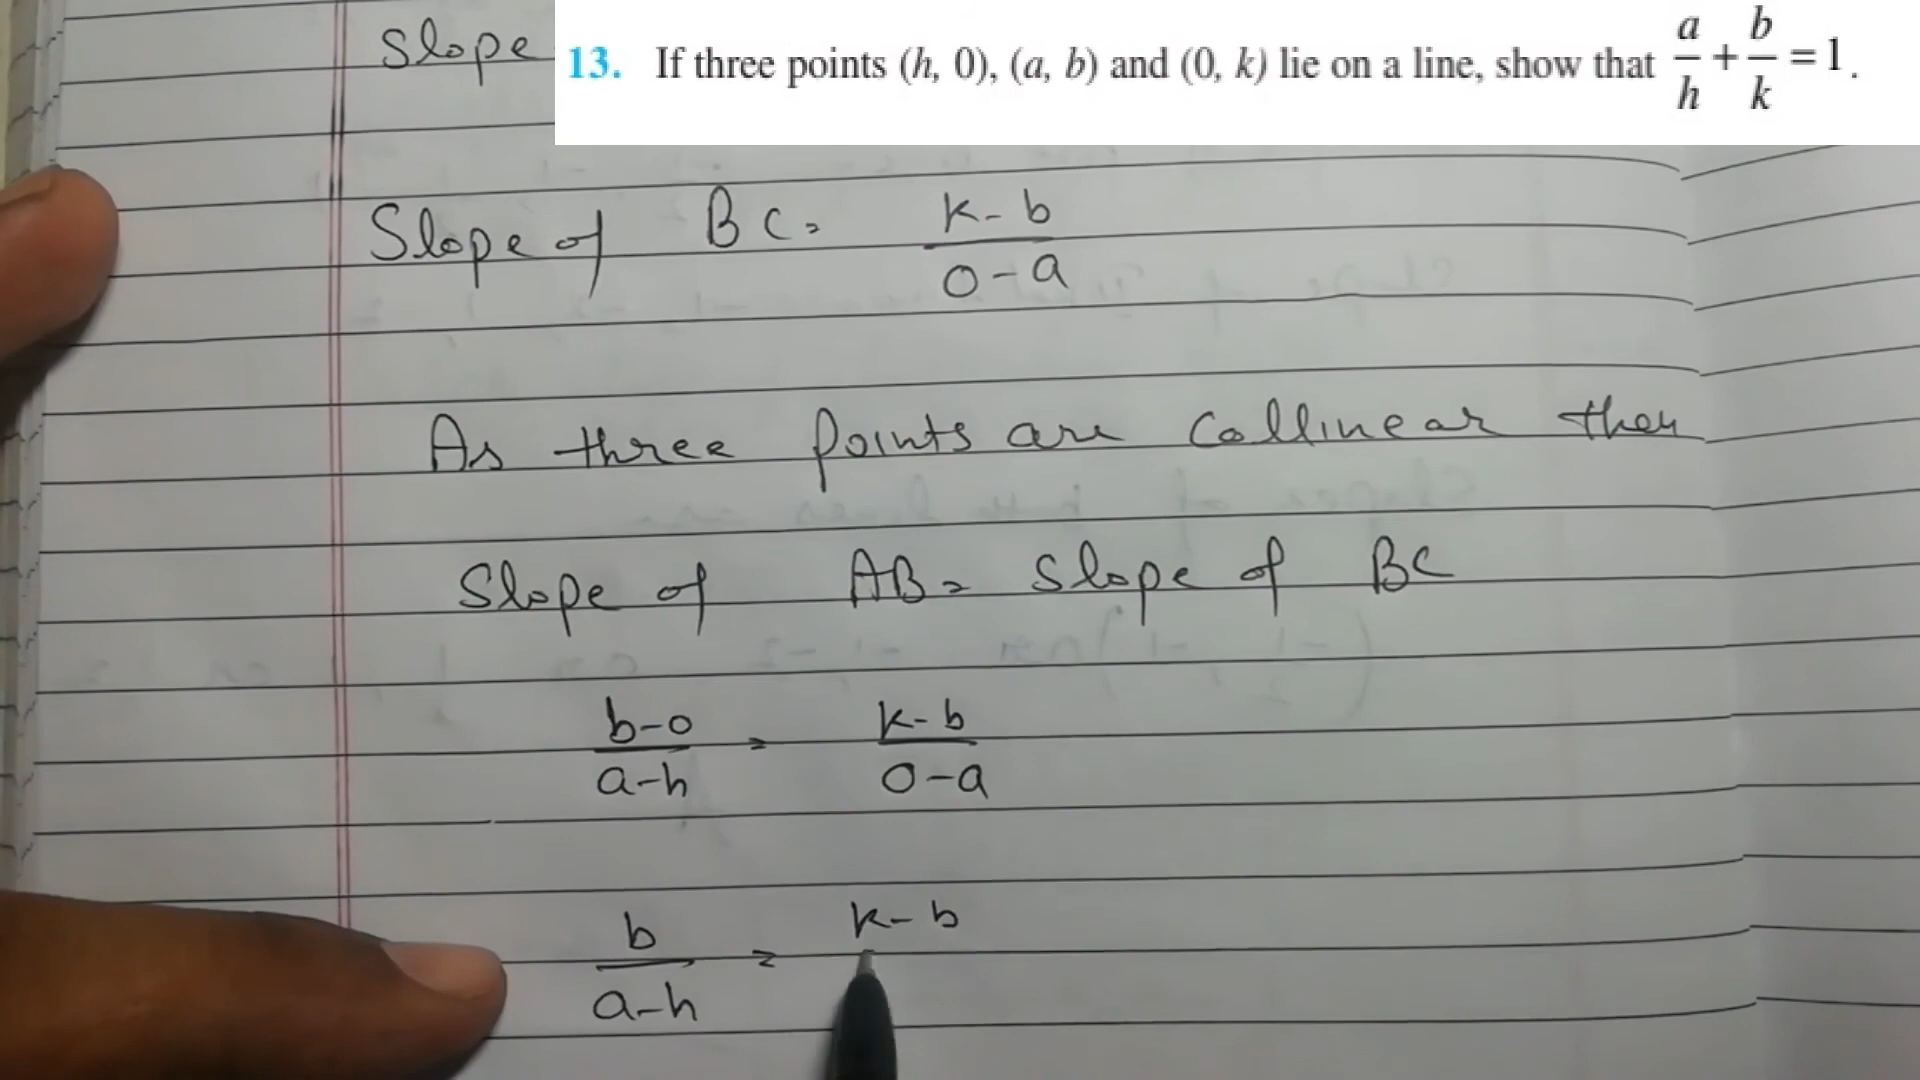 Slope
13. If three points (h, 0), (a, b) and (0, k) lie on a line, show that a/h + b/k = 1.
Slope of BC = k-b/0-a
As three points are collinear then
Slope of AB = Slope of BC
b-0/a-h = k-b/0-a
b/a-h = k-b